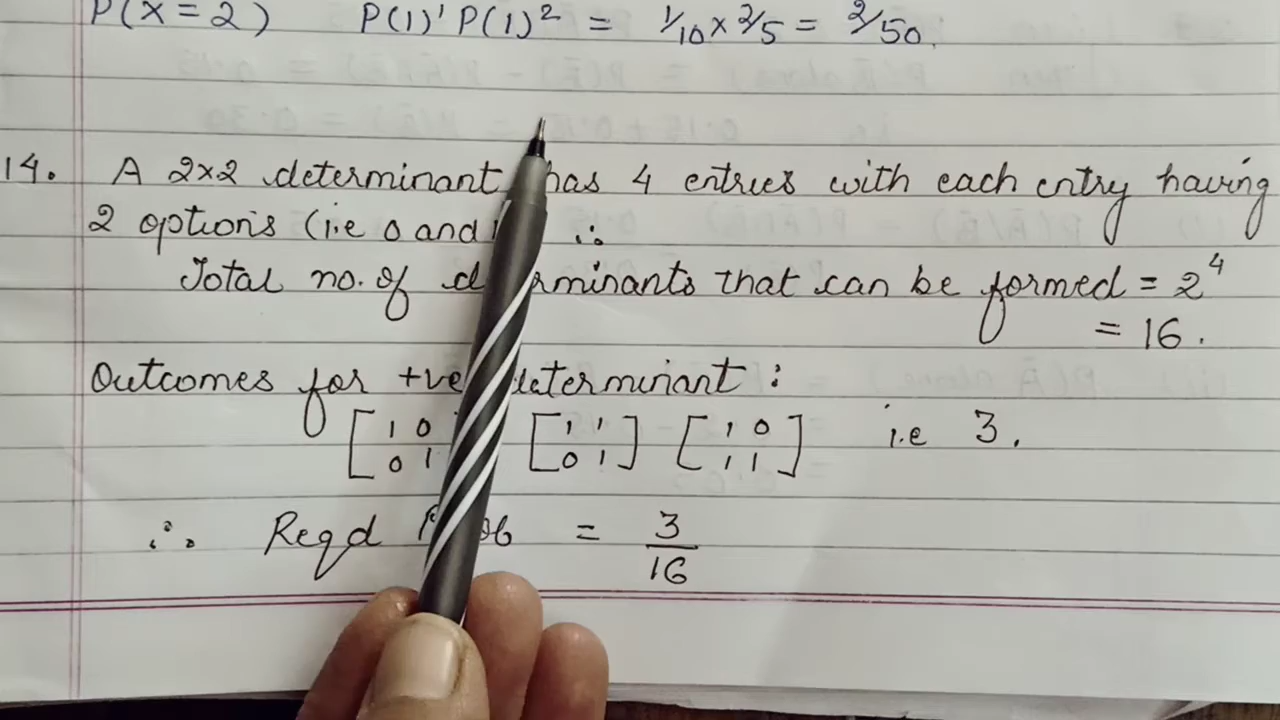 P(X = 2) P(1)' P(1)² = 1/10 × 2/5 = 2/50.
14. A 2×2 determinant has 4 entries with each entry having
2 options (i.e 0 and ∴
Total no. of determinants that can be formed = 2⁴
= 16.
Outcomes for +ve determinant :
[1 0 [1 1 [1 0 i.e 3.
0 1 0 1] 1 1]
∴ Reqd Prob = 3/16